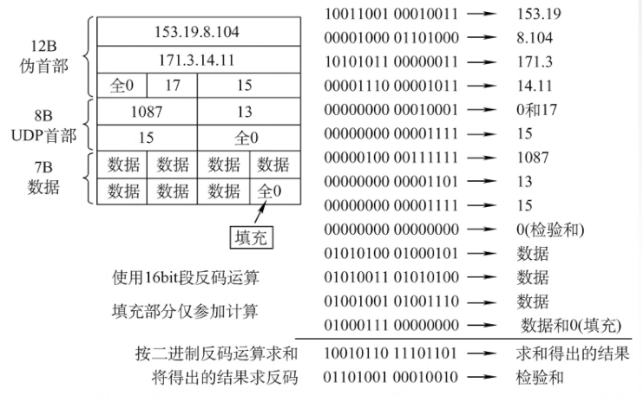 12B
伪首部
153.19.8.104
171.3.14.11
全0 17 15
8B
UDP首部
1087 13
15 全0
7B
数据
数据 数据 数据 数据
数据 数据 数据 全0
填充
使用16bit段反码运算
填充部分仅参加计算
10011001 00010011 → 153.19
00001000 01101000 → 8.104
10101011 00000011 → 171.3
00001110 00001011 → 14.11
00000000 00010001 → 0和17
00000000 00001111 → 15
00000100 00111111 → 1087
00000000 00001101 → 13
00000000 00001111 → 15
00000000 00000000 → 0(检验和)
01010100 01000101 → 数据
01010011 01010100 → 数据
01001001 01001110 → 数据
01000111 00000000 → 数据和0(填充)
按二进制反码运算求和 10010110 11101101 → 求和得出的结果
将得出的结果求反码 01101001 00010010 → 检验和